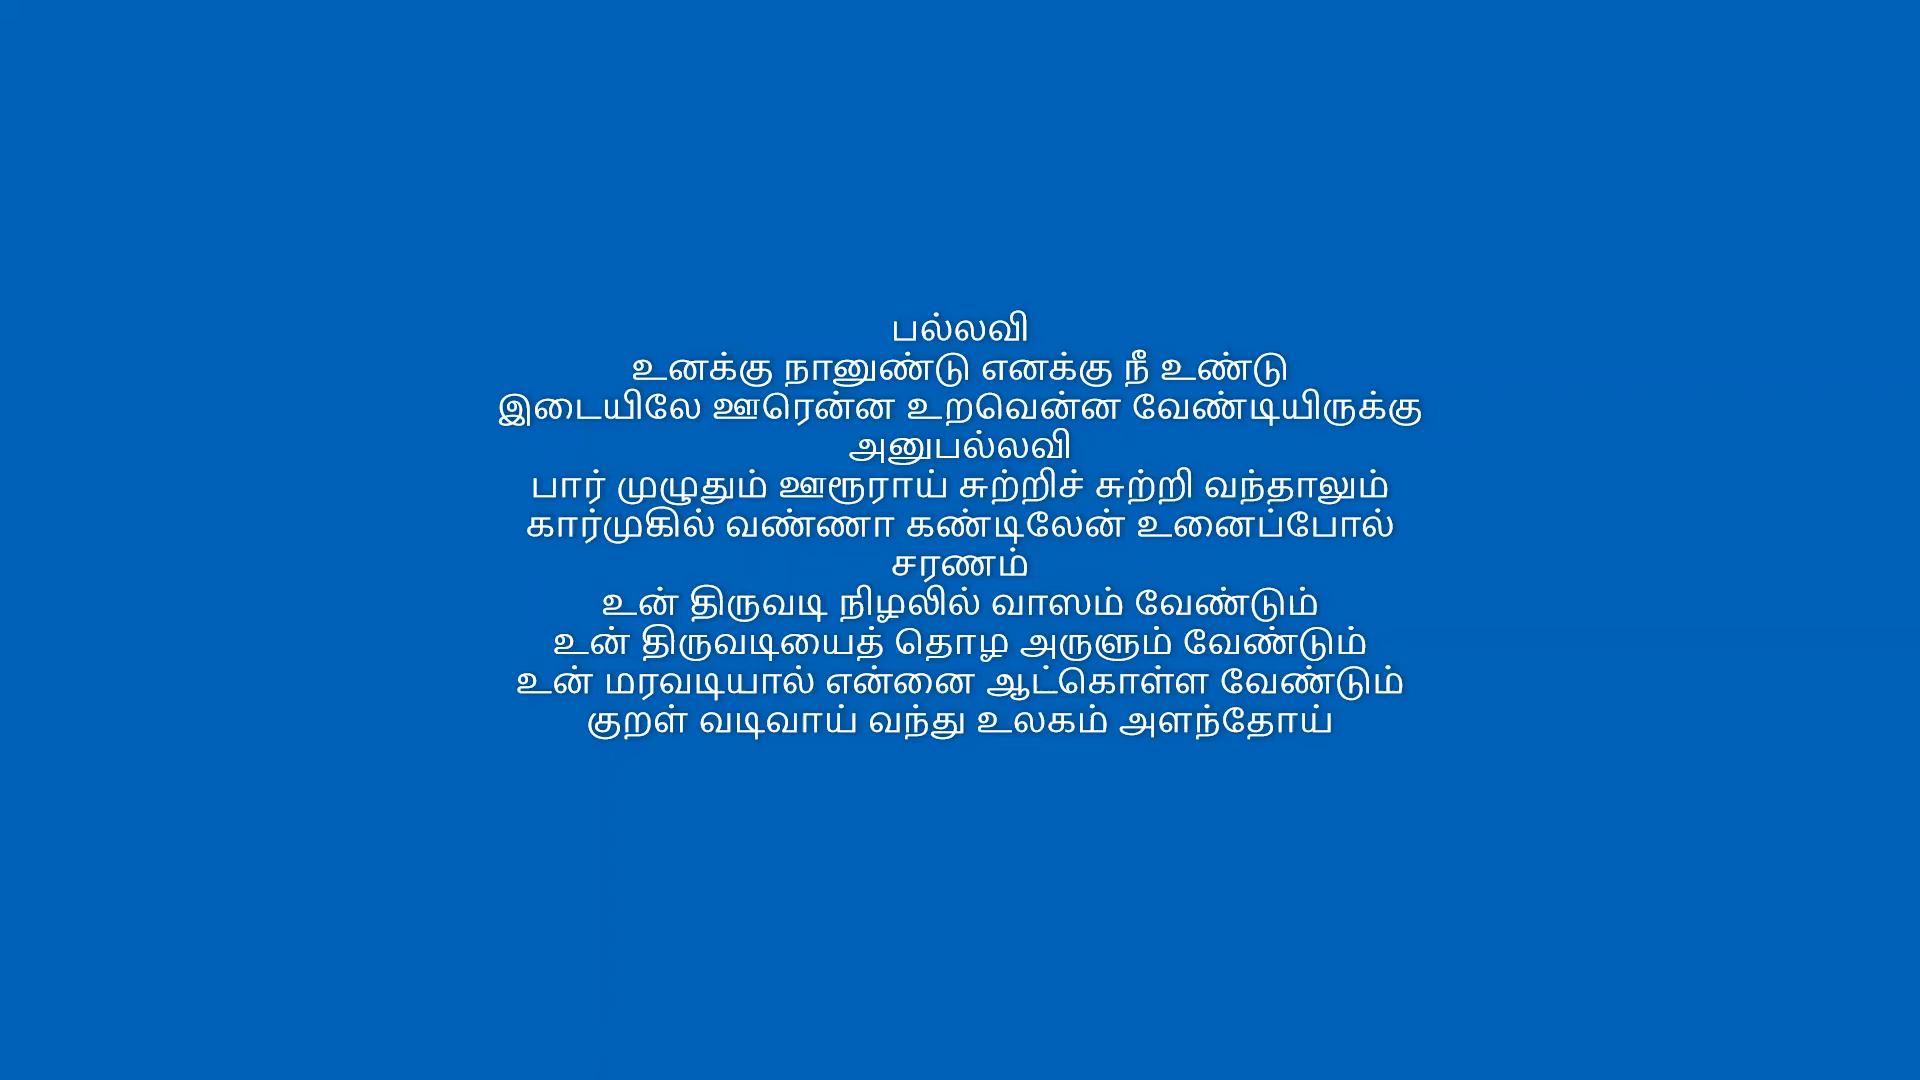 பல்லவி
உனக்கு நானுண்டு எனக்கு நீ உண்டு
இடையிலே ஊரென்ன உறவென்ன வேண்டியிருக்கு
அனுபல்லவி
பார் முழுதும் ஊரூராய் சுற்றிச் சுற்றி வந்தாலும்
கார்முகில் வண்ணா கண்டிலேன் உனைப்போல்
சரணம்
உன் திருவடி நிழலில் வாஸம் வேண்டும்
உன் திருவடியைத் தொழ அருளும் வேண்டும்
உன் மரவடியால் என்னை ஆட்கொள்ள வேண்டும்
குறள் வடிவாய் வந்து உலகம் அளந்தோய்